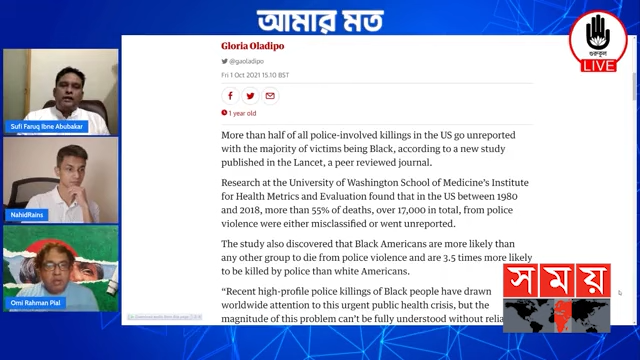 আমার মত
গুরুকুল
LIVE
Sufi Faruq Ibne Abubakar
NahidRains
Omi Rahman Pial
Gloria Oladipo
@gaoladipo
Fri 1 Oct 2021 15.10 BST
1 year old
More than half of all police-involved killings in the US go unreported
with the majority of victims being Black, according to a new study
published in the Lancet, a peer reviewed journal.
Research at the University of Washington School of Medicine’s Institute
for Health Metrics and Evaluation found that in the US between 1980
and 2018, more than 55% of deaths, over 17,000 in total, from police
violence were either misclassified or went unreported.
The study also discovered that Black Americans are more likely than
any other group to die from police violence and are 3.5 times more likely
to be killed by police than white Americans.
“Recent high-profile police killings of Black people have drawn
worldwide attention to this urgent public health crisis, but the
magnitude of this problem can’t be fully understood without relia
সময়